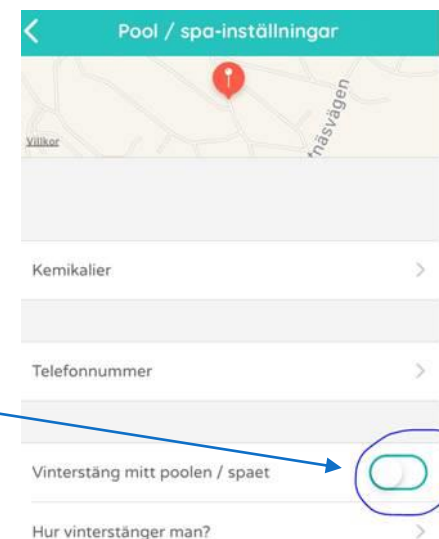 Pool / spa-inställningar
Villkor
Kemikalier
Telefonnummer
Vinterstäng mitt poolen / spaet
Hur vinterstänger man?